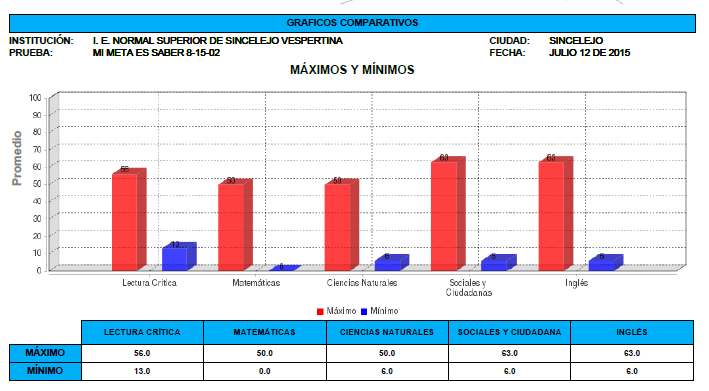 GRAFICOS COMPARATIVOS
INSTITUCIÓN: I. E. NORMAL SUPERIOR DE SINCELEJO VESPERTINA CIUDAD: SINCELEJO
PRUEBA: MI META ES SABER 8-15-02 FECHA: JULIO 12 DE 2015
MÁXIMOS Y MÍNIMOS
Promedio
100
90
80
70
60
50
40
30
20
10
0
56 13 50 0 50 6 63 6 63 6
Lectura Crítica Matemáticas Ciencias Naturales Sociales y Inglés
Ciudadanas
Máximo Mínimo
LECTURA CRÍTICA MATEMÁTICAS CIENCIAS NATURALES SOCIALES Y CIUDADANA INGLÉS
MÁXIMO 56.0 50.0 50.0 63.0 63.0
MÍNIMO 13.0 0.0 6.0 6.0 6.0